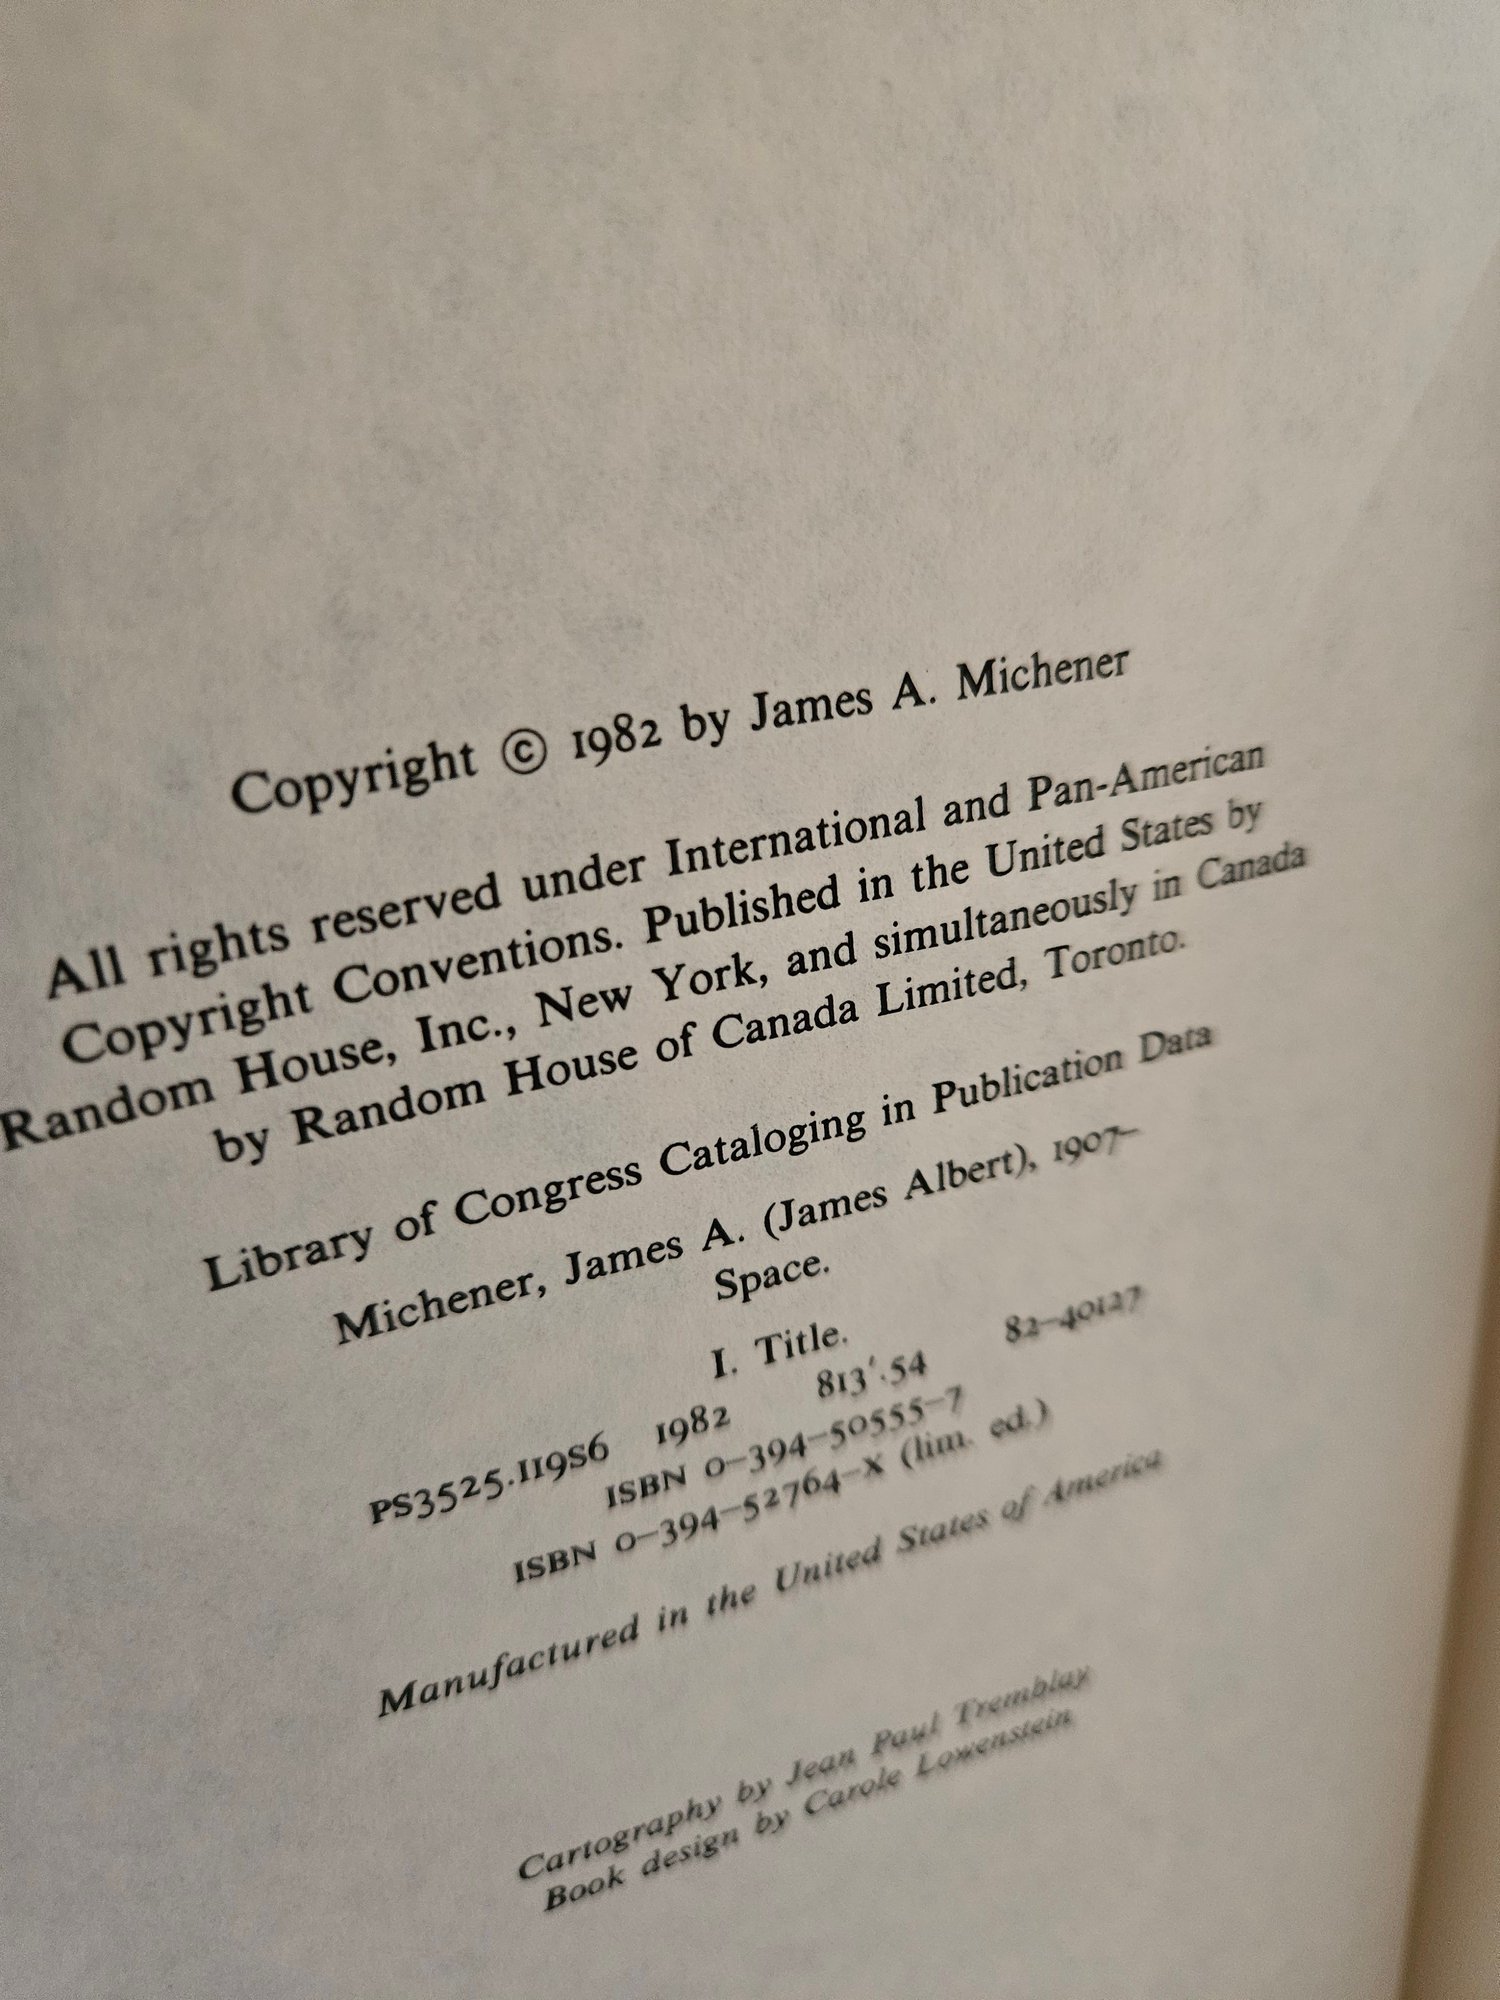 Copyright © 1982 by James A. Michener
All rights reserved under International and Pan-American
Copyright Conventions. Published in the United States by
Random House, Inc., New York, and simultaneously in Canada
by Random House of Canada Limited, Toronto.
Library of Congress Cataloging in Publication Data
Michener, James A. (James Albert), 1907–
Space.
I. Title.
PS3525.I19S6 1982 813'.54 82–40127
ISBN 0–394–50555–7
ISBN 0–394–52764–X (lim. ed.)
Manufactured in the United States of America
Cartography by Jean Paul Tremblay
Book design by Carole Lowenstein